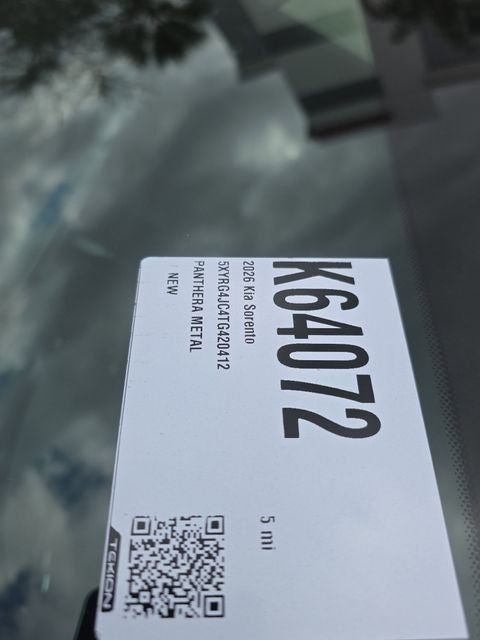 K64072
2026 Kia Sorento
5 mi
5XYRG4JC4TG420412
PANTHERA METAL
NEW
TEKION